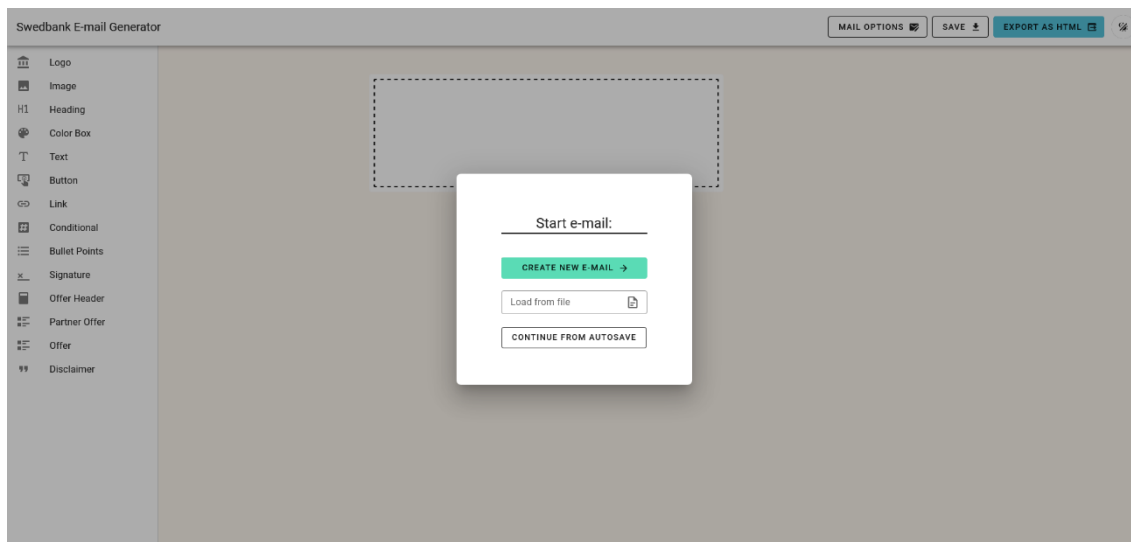 Swedbank E-mail Generator
MAIL OPTIONS
SAVE
EXPORT AS HTML
Logo
Image
H1 Heading
Color Box
Text
Button
Link
Conditional
Bullet Points
Signature
Offer Header
Partner Offer
Offer
Disclaimer
Start e-mail:
CREATE NEW E-MAIL →
Load from file
CONTINUE FROM AUTOSAVE